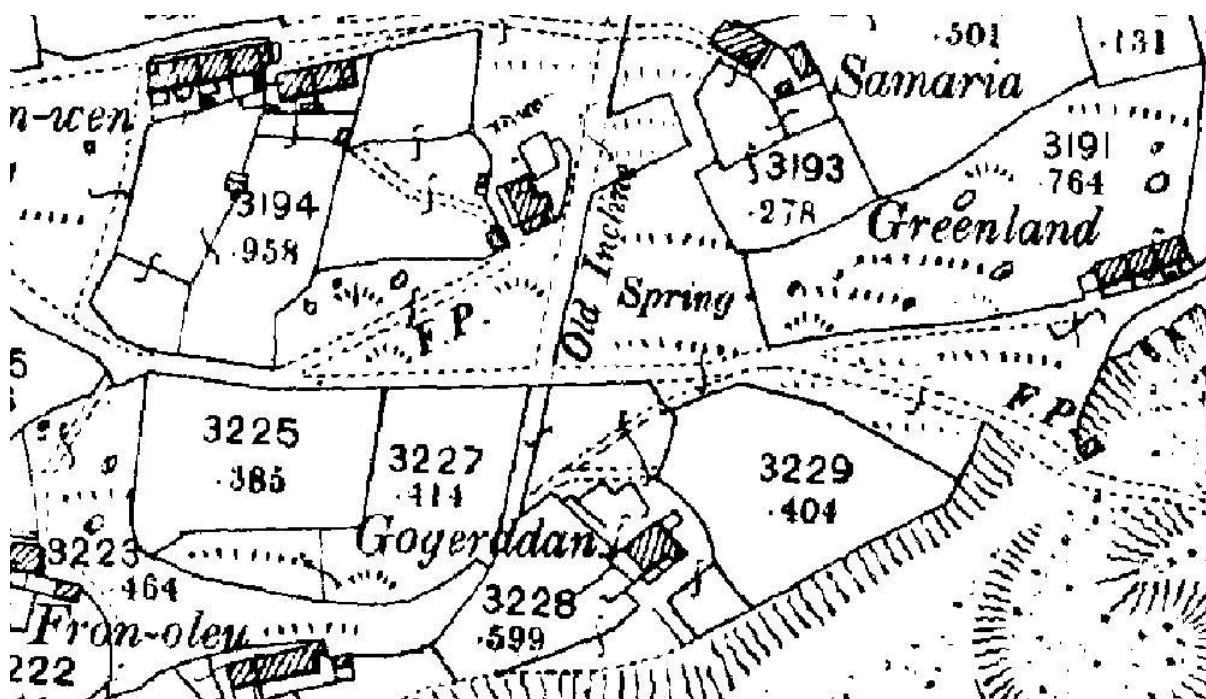 .501
.131
Samaria
n-wen
3194
.958
3193
.278
3191
.764
Greenland
Old Incline
Spring
F.P.
F.P.
3225
.385
3227
.414
3229
.404
Gogerddan
3223
.464
3228
.599
Fron-oleu
222
5